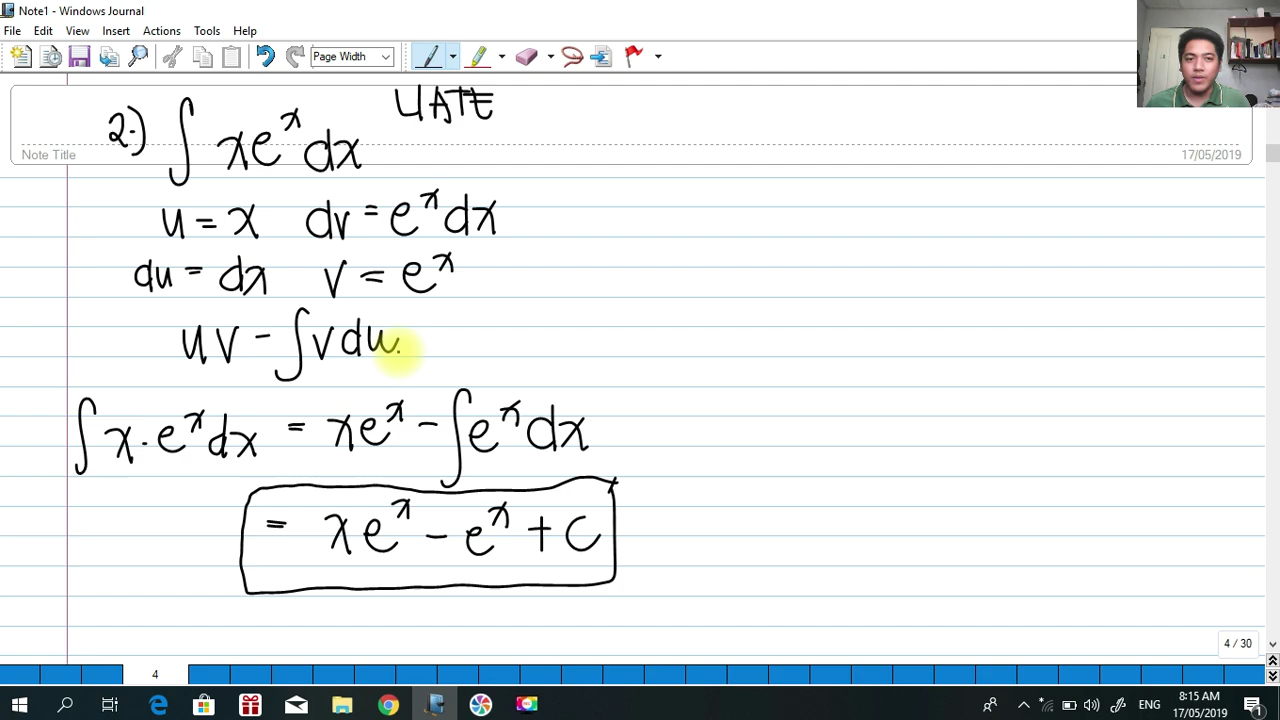 Note1 - Windows Journal
File Edit View Insert Actions Tools Help
Page Width
LIATE
2.) ∫ xe^x dx
Note Title
17/05/2019
u = x dv = e^x dx
du = dx v = e^x
uv - ∫v du
∫x·e^x dx = xe^x - ∫e^x dx
= xe^x - e^x + C
4 / 30
4
ENG
8:15 AM
17/05/2019
1